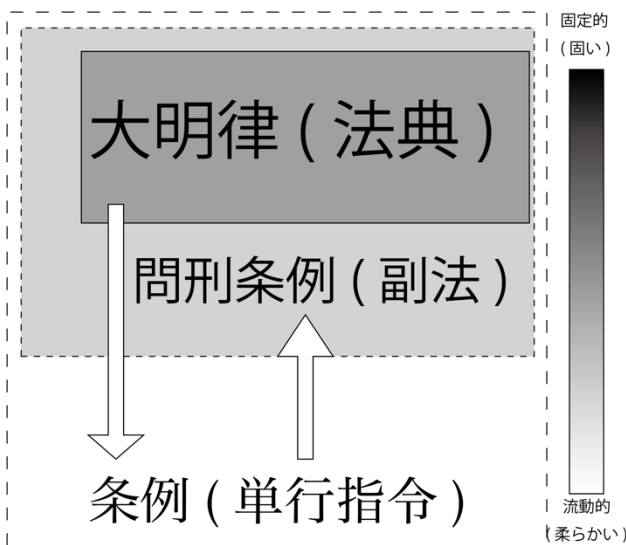 固定的
(固い)
大明律(法典)
問刑条例(副法)
条例(単行指令)
流動的
(柔らかい)